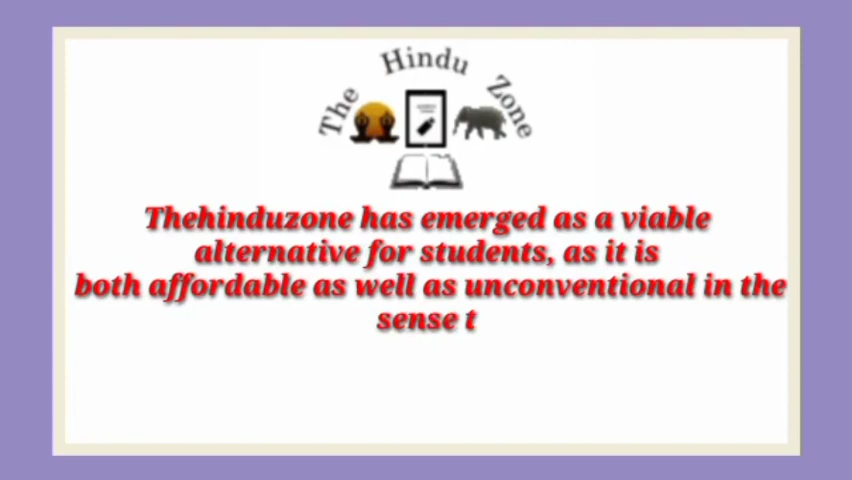 The Hindu Zone
Thehinduzone has emerged as a viable
alternative for students, as it is
both affordable as well as unconventional in the
sense t